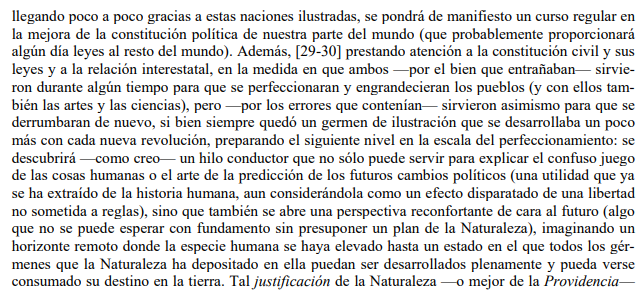 llegando poco a poco gracias a estas naciones ilustradas, se pondrá de manifiesto un curso regular en
la mejora de la constitución política de nuestra parte del mundo (que probablemente proporcionará
algún día leyes al resto del mundo). Además, [29-30] prestando atención a la constitución civil y sus
leyes y a la relación interestatal, en la medida en que ambos —por el bien que entrañaban— sirvie-
ron durante algún tiempo para que se perfeccionaran y engrandecieran los pueblos (y con ellos tam-
bién las artes y las ciencias), pero —por los errores que contenían— sirvieron asimismo para que se
derrumbaran de nuevo, si bien siempre quedó un germen de ilustración que se desarrollaba un poco
más con cada nueva revolución, preparando el siguiente nivel en la escala del perfeccionamiento: se
descubrirá —como creo— un hilo conductor que no sólo puede servir para explicar el confuso juego
de las cosas humanas o el arte de la predicción de los futuros cambios políticos (una utilidad que ya
se ha extraído de la historia humana, aun considerándola como un efecto disparatado de una libertad
no sometida a reglas), sino que también se abre una perspectiva reconfortante de cara al futuro (algo
que no se puede esperar con fundamento sin presuponer un plan de la Naturaleza), imaginando un
horizonte remoto donde la especie humana se haya elevado hasta un estado en el que todos los gér-
menes que la Naturaleza ha depositado en ella puedan ser desarrollados plenamente y pueda verse
consumado su destino en la tierra. Tal justificación de la Naturaleza —o mejor de la Providencia—